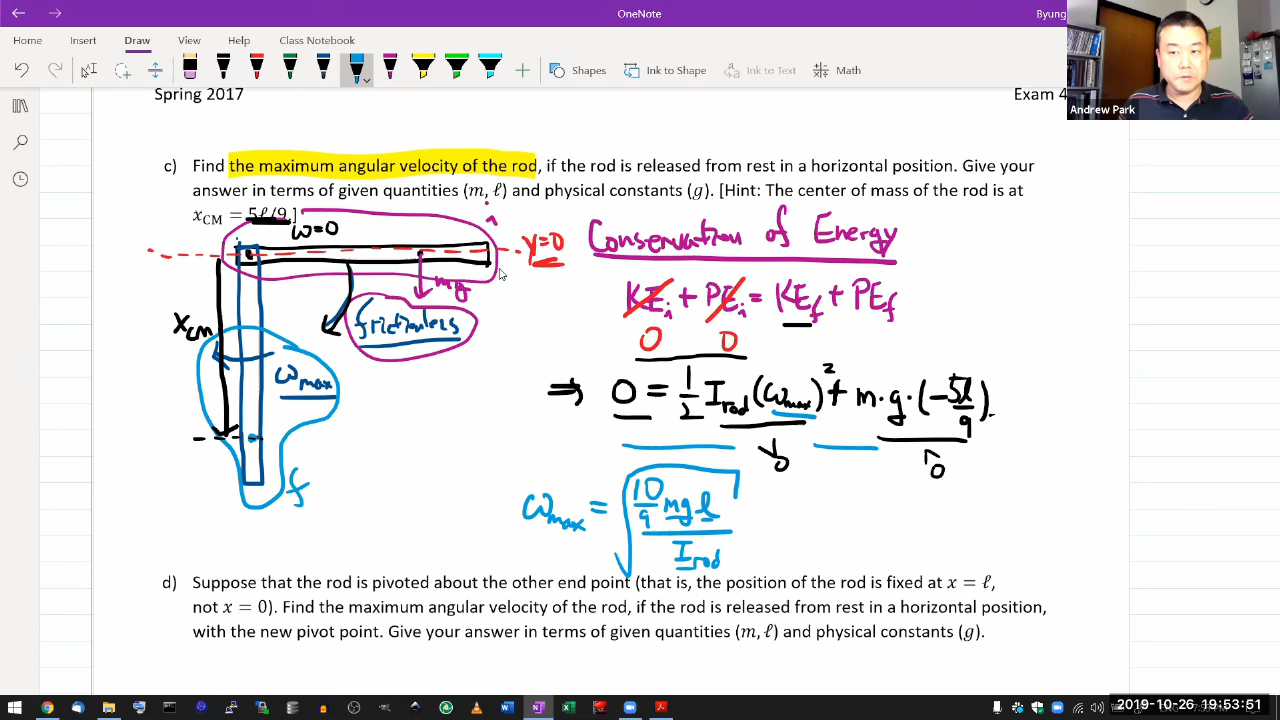 OneNote
Byung
Home Insert Draw View Help Class Notebook
Shapes Ink to Shape Ink to Text Math
Andrew Park
Spring 2017 Exam 4
c) Find the maximum angular velocity of the rod, if the rod is released from rest in a horizontal position. Give your
answer in terms of given quantities (m, ℓ) and physical constants (g). [Hint: The center of mass of the rod is at
x_CM = 5ℓ/9.]
ω=0
i
y=0
Conservation of Energy
mg
KE_i + PE_i = KE_f + PE_f
0 0
x_cm
frictionless
ω_max
⇒ 0 = 1/2 I_rod (ω_max)² + m·g·(-5ℓ/9)
>0 <0
f
ω_max = √(10/9 mgℓ / I_rod)
d) Suppose that the rod is pivoted about the other end point (that is, the position of the rod is fixed at x = ℓ,
not x = 0). Find the maximum angular velocity of the rod, if the rod is released from rest in a horizontal position,
with the new pivot point. Give your answer in terms of given quantities (m, ℓ) and physical constants (g).
2019-10-26 19:53:51